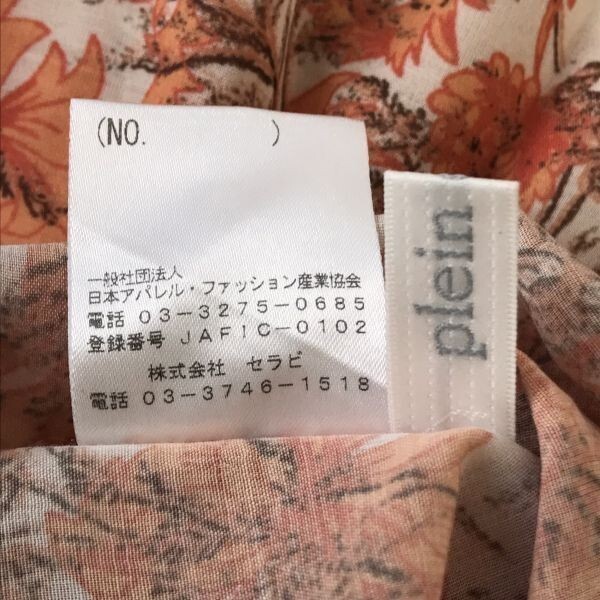 (NO. )
一般社団法人
日本アパレル・ファッション産業協会
電話 03-3275-0685
登録番号 JAFIC-0102
株式会社 セラビ
電話 03-3746-1518
plein